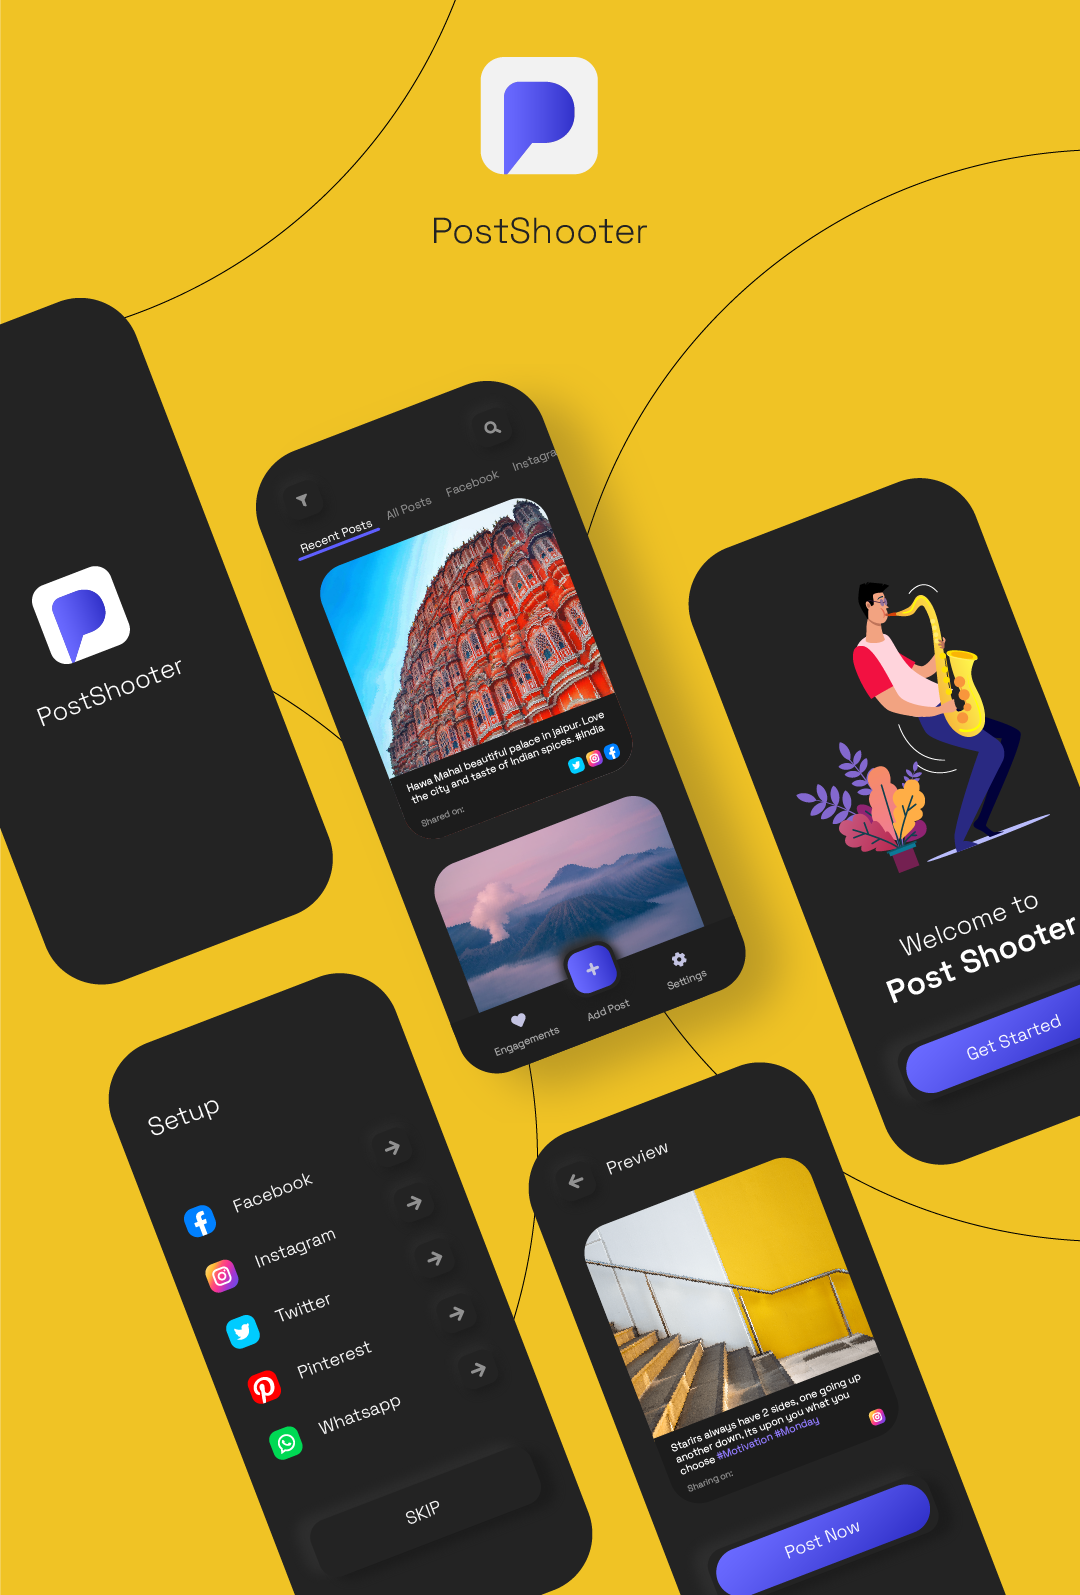 PostShooter
PostShooter
Recent Posts
All Posts
Facebook
Instagra
Hawa Mahal beautiful palace in jaipur. Love
the city and taste of Indian spices. #India
Shared on:
Engagements
Add Post
Settings
Welcome to
Post Shooter
Get Started
Setup
Facebook
Instagram
Twitter
Pinterest
Whatsapp
SKIP
Preview
Starirs always have 2 sides, one going up
another down, its upon you what you
choose #Motivation #Monday
Sharing on:
Post Now